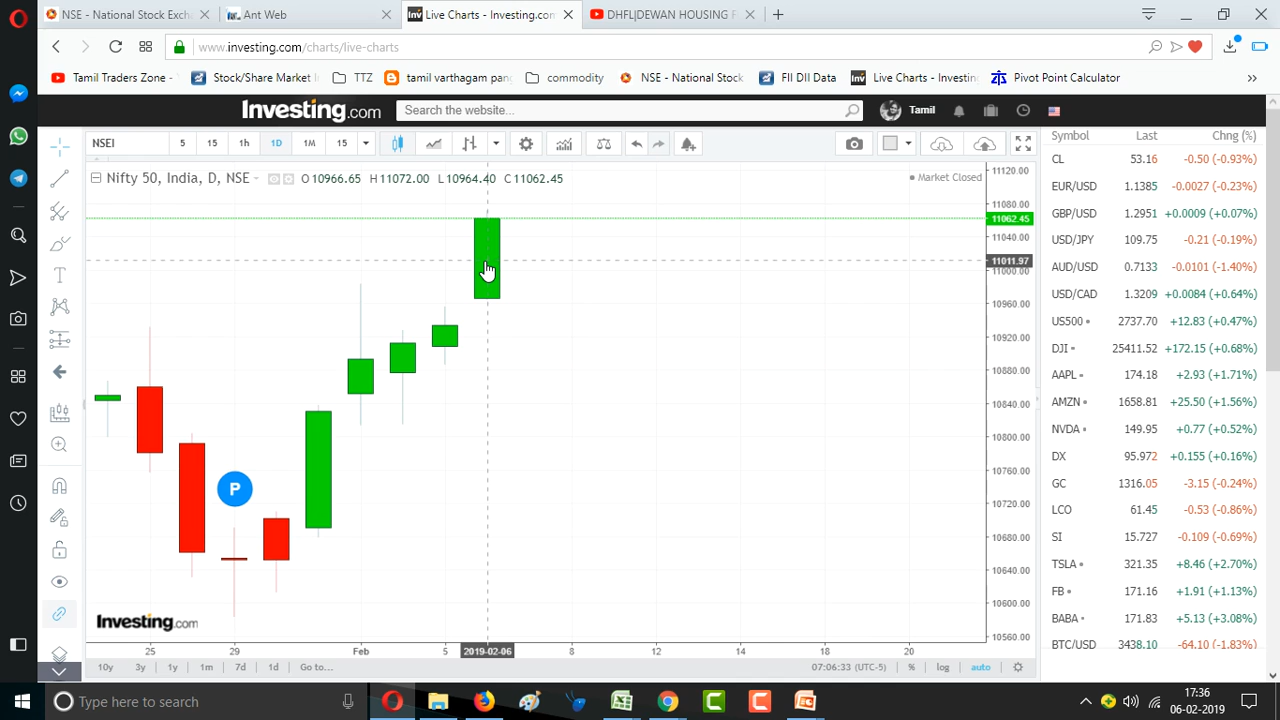 NSE - National Stock Exch
Ant Web
Live Charts - Investing.com
DHFL|DEWAN HOUSING F
www.investing.com/charts/live-charts
Tamil Traders Zone -
Stock/Share Market I
TTZ
tamil varthagam pan
commodity
NSE - National Stock
FII DII Data
Live Charts - Investin
Pivot Point Calculator
Investing.com
Search the website...
Tamil
NSEI
5 15 1h 1D 1M 15
Nifty 50, India, D, NSE
O 10966.65 H 11072.00 L 10964.40 C 11062.45
Market Closed
11120.00
11080.00
11062.45
11040.00
11011.97
11000.00
10960.00
10920.00
10880.00
10840.00
10800.00
10760.00
10720.00
10680.00
10640.00
10600.00
10560.00
P
Investing.com
25 29 Feb 5 2019-02-06 8 12 14 18 20
10y 3y 1y 1m 7d 1d Go to...
07:06:33 (UTC-5) % log auto
Symbol Last Chng (%)
CL 53.16 -0.50 (-0.93%)
EUR/USD 1.1385 -0.0027 (-0.23%)
GBP/USD 1.2951 +0.0009 (+0.07%)
USD/JPY 109.75 -0.21 (-0.19%)
AUD/USD 0.7133 -0.0101 (-1.40%)
USD/CAD 1.3209 +0.0084 (+0.64%)
US500 2737.70 +12.83 (+0.47%)
DJI 25411.52 +172.15 (+0.68%)
AAPL 174.18 +2.93 (+1.71%)
AMZN 1658.81 +25.50 (+1.56%)
NVDA 149.95 +0.77 (+0.52%)
DX 95.972 +0.155 (+0.16%)
GC 1316.05 -3.15 (-0.24%)
LCO 61.45 -0.53 (-0.86%)
SI 15.727 -0.109 (-0.69%)
TSLA 321.35 +8.46 (+2.70%)
FB 171.16 +1.91 (+1.13%)
BABA 171.83 +5.13 (+3.08%)
BTC/USD 3438.10 -64.10 (-1.83%)
Type here to search
17:36
06-02-2019